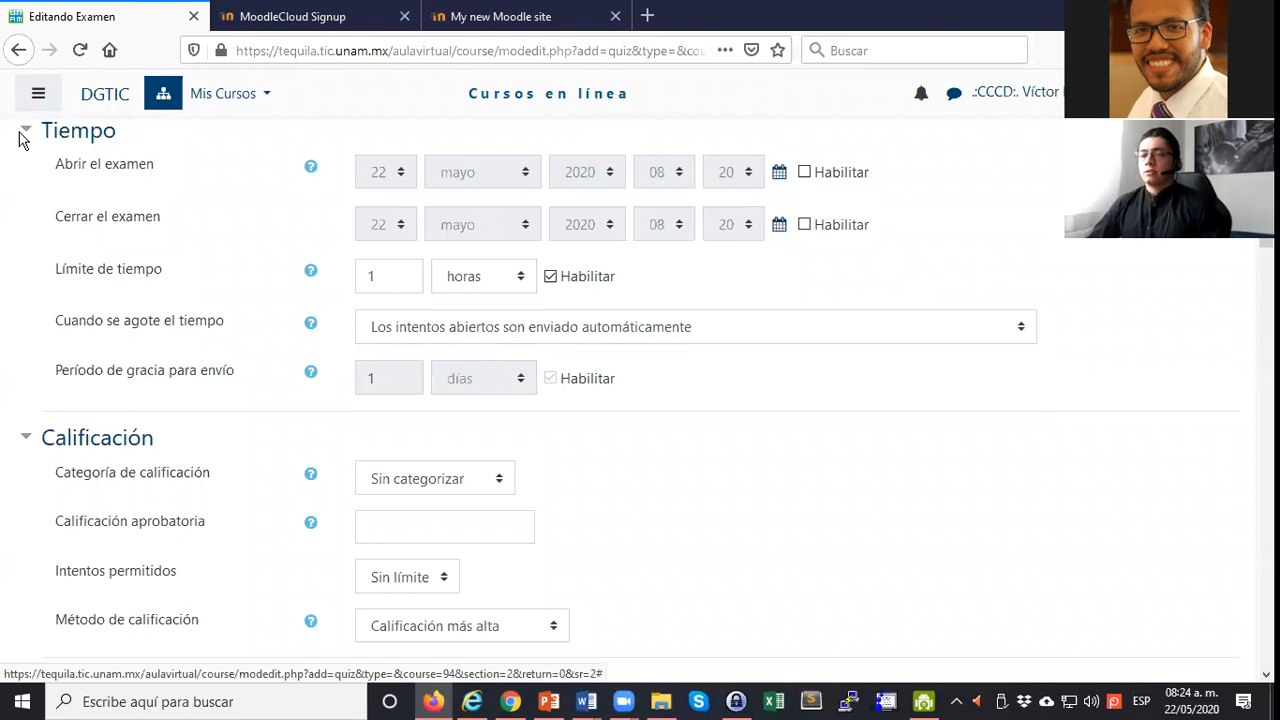 Editando Examen
MoodleCloud Signup
My new Moodle site
https://tequila.tic.unam.mx/aulavirtual/course/modedit.php?add=quiz&type=&cou
Buscar
DGTIC
Mis Cursos
Cursos en línea
.:CCCD:. Víctor
Tiempo
Abrir el examen
22 mayo 2020 08 20 Habilitar
Cerrar el examen
22 mayo 2020 08 20 Habilitar
Límite de tiempo
1 horas Habilitar
Cuando se agote el tiempo
Los intentos abiertos son enviado automáticamente
Período de gracia para envío
1 días Habilitar
Calificación
Categoría de calificación
Sin categorizar
Calificación aprobatoria
Intentos permitidos
Sin límite
Método de calificación
Calificación más alta
https://tequila.tic.unam.mx/aulavirtual/course/modedit.php?add=quiz&type=&course=94&section=2&return=0&sr=2#
Escribe aquí para buscar
ESP
08:24 a. m.
22/05/2020